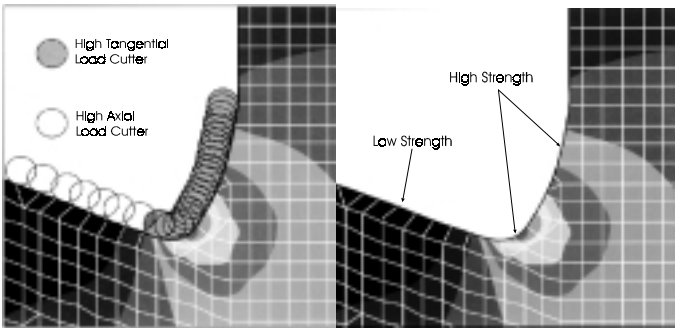 High Tangential
Load Cutter
High Axial
Load Cutter
High Strength
Low Strength